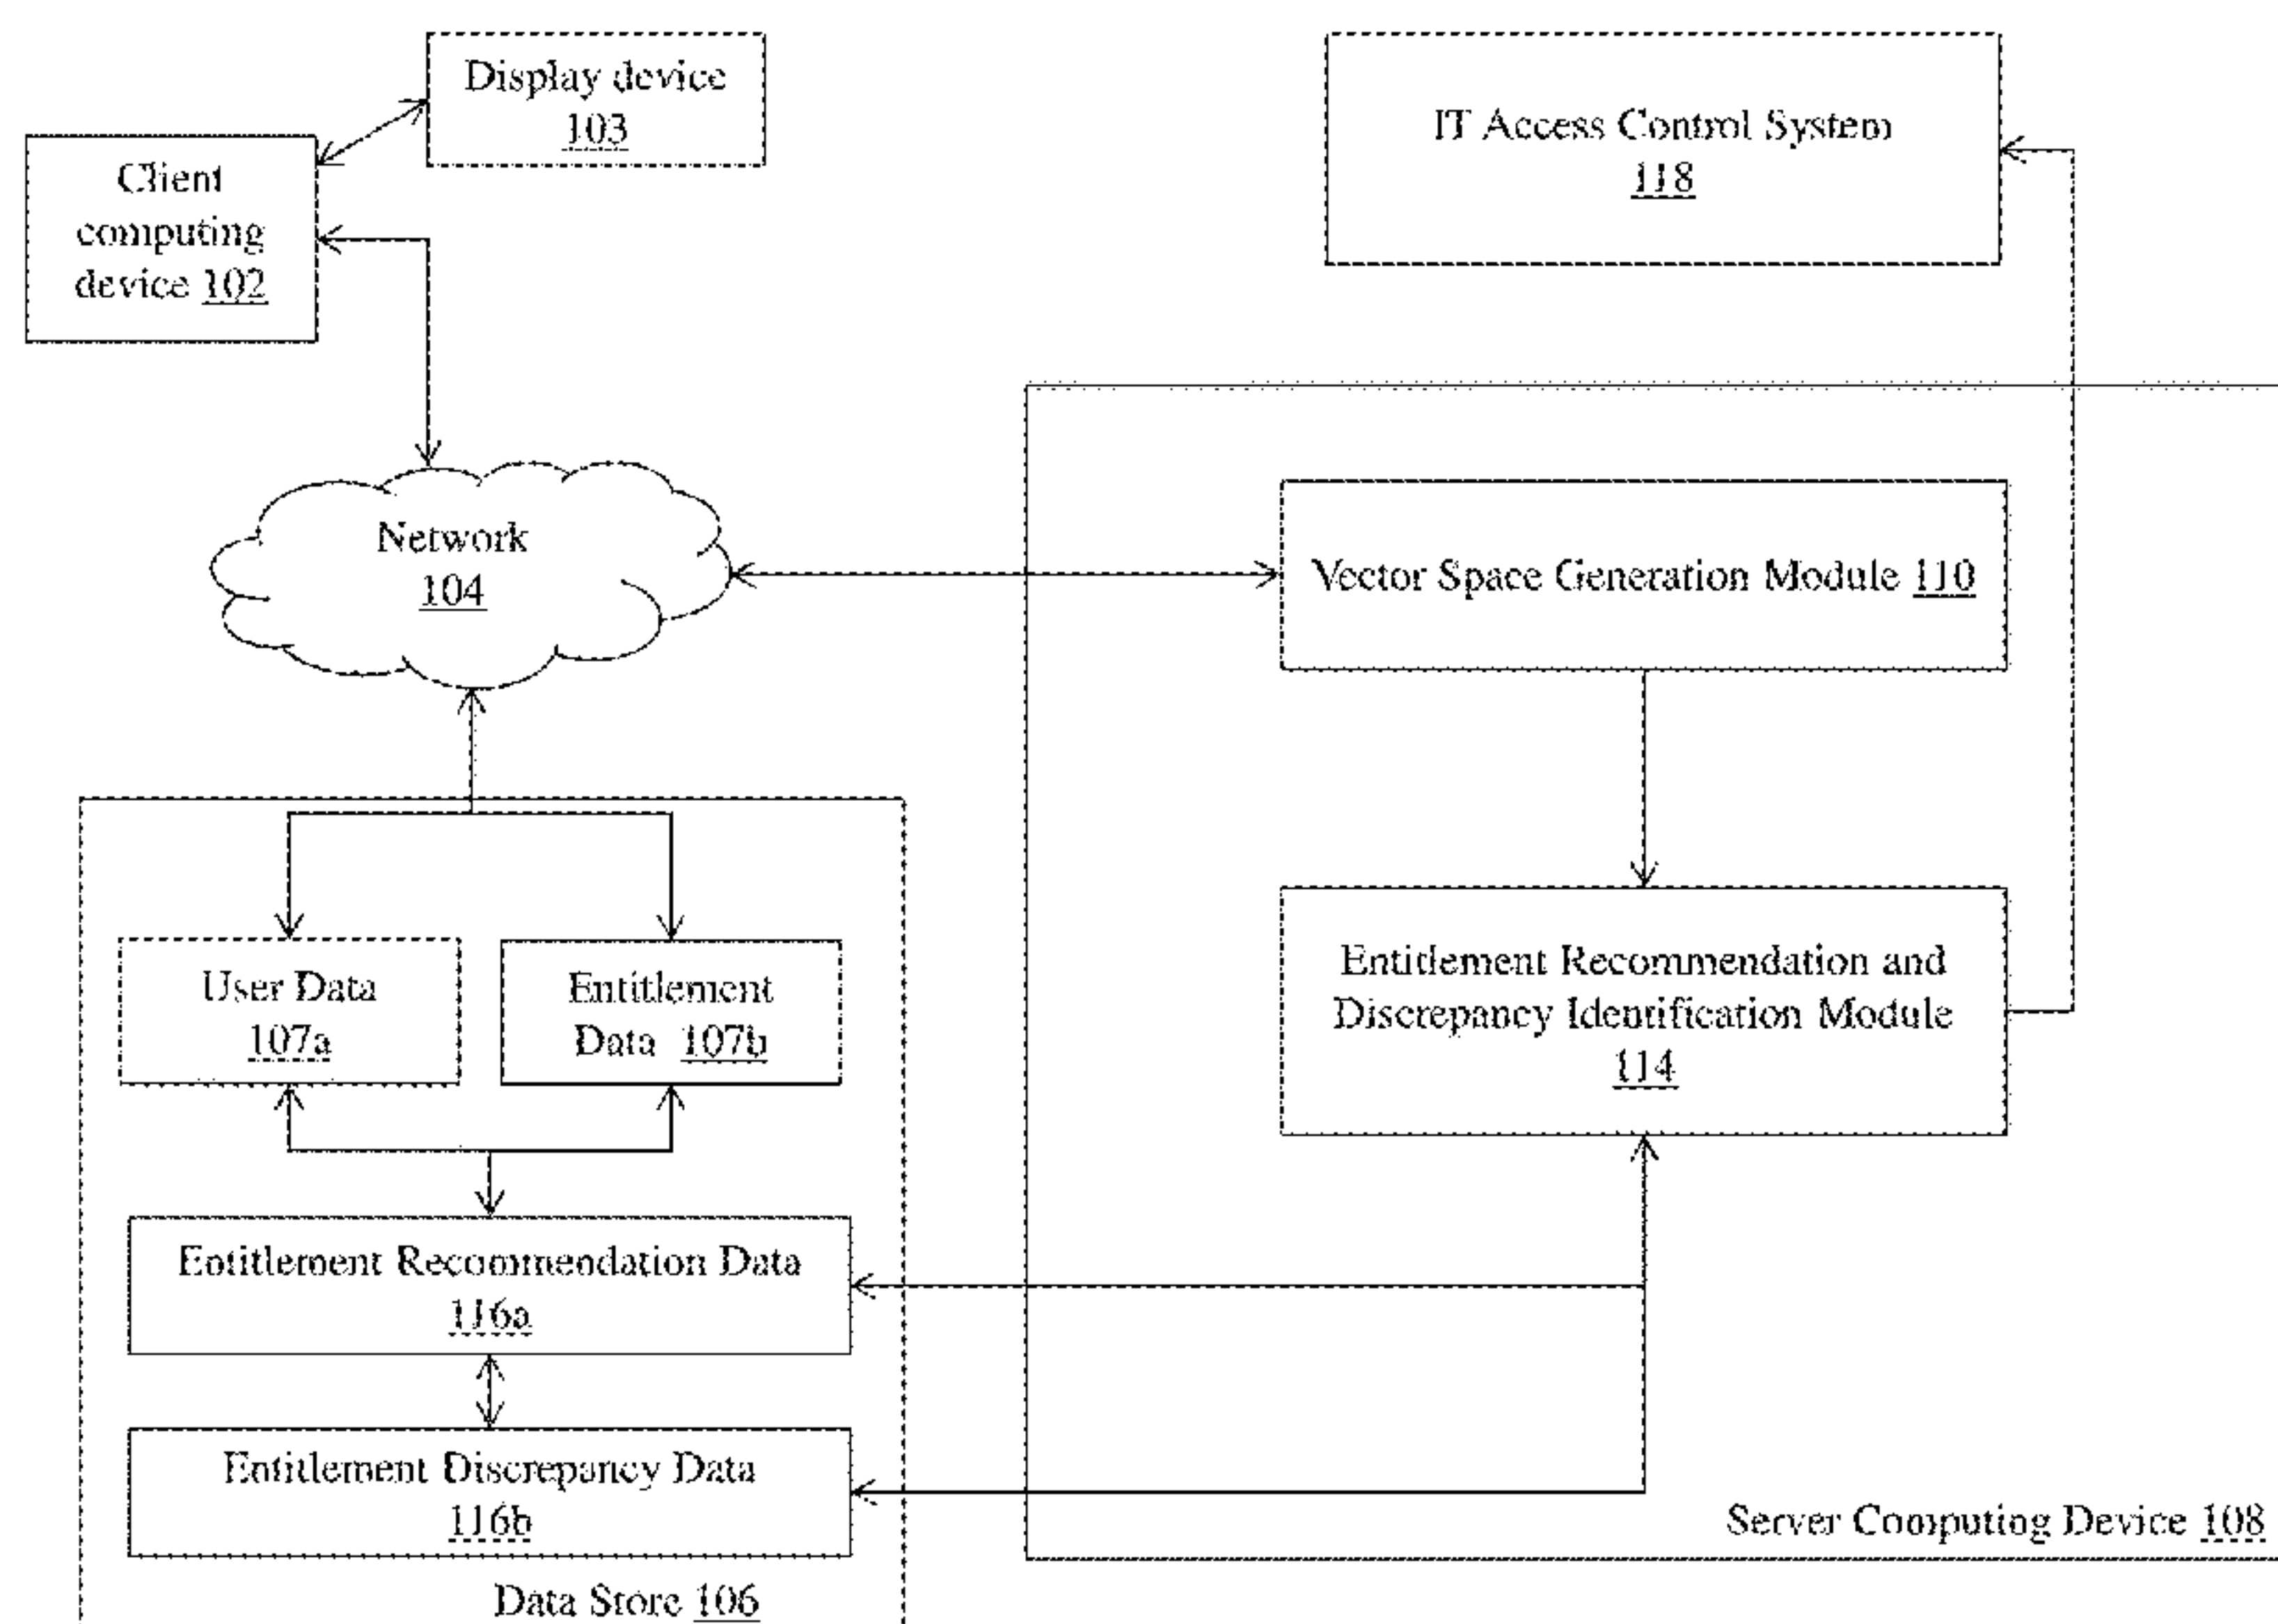 Display device
103
IT Access Control System
118
Client
computing
device 102
Network
104
Vector Space Generation Module 110
User Data
107a
Entitlement
Data 107b
Entitlement Recommendation and
Discrepancy Identification Module
114
Entitlement Recommendation Data
116a
Entitlement Discrepancy Data
116b
Server Computing Device 108
Data Store 106